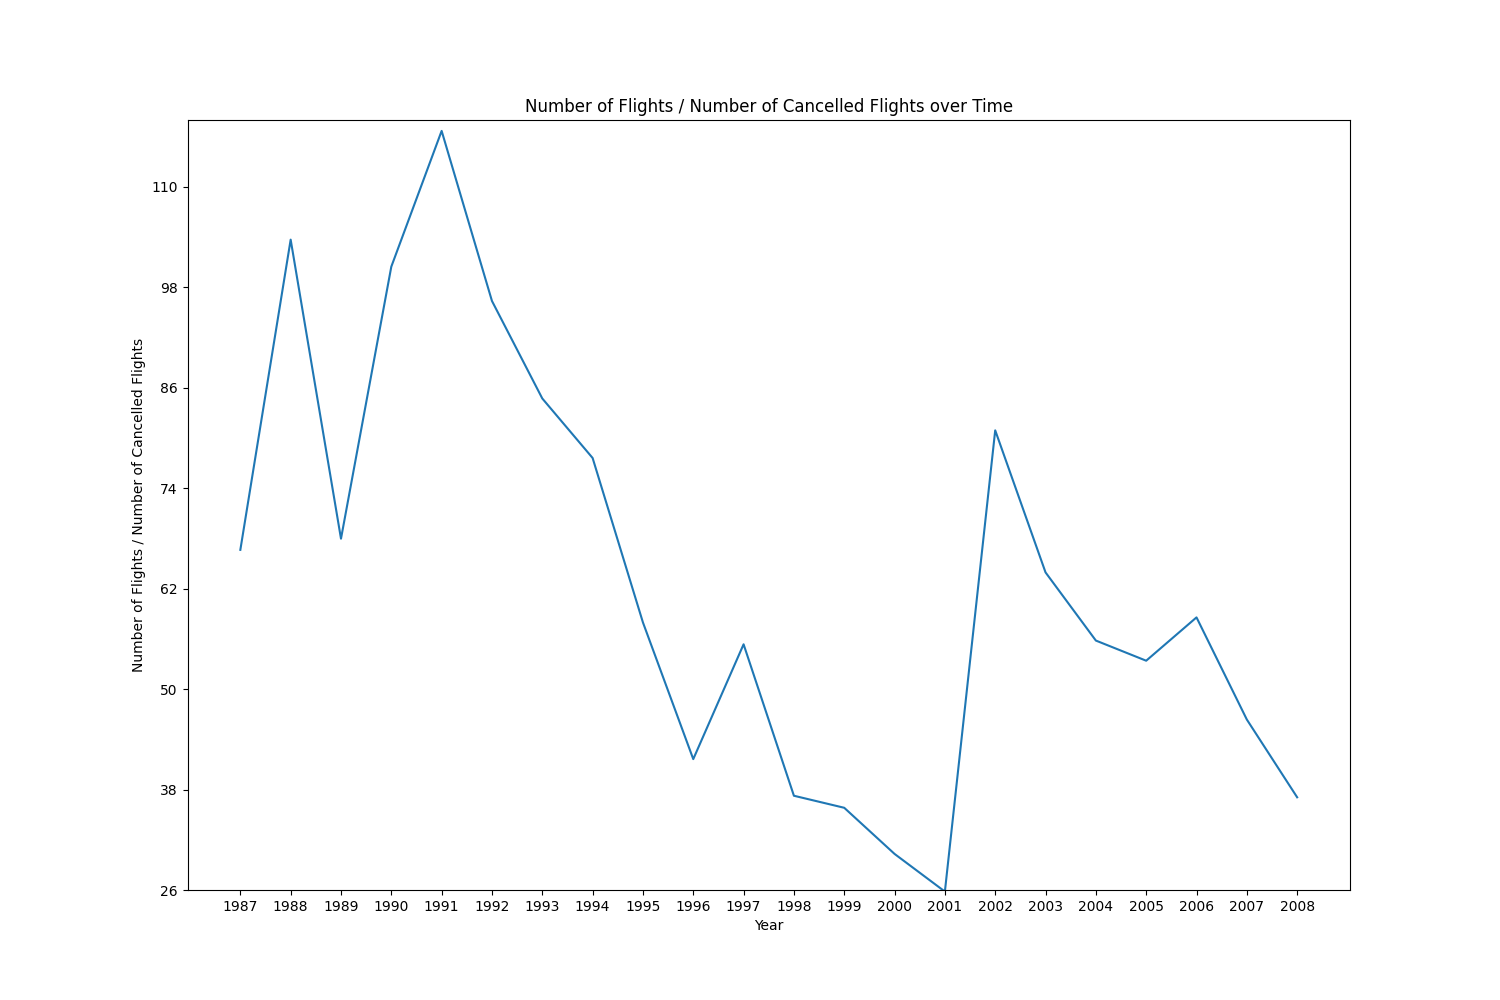 Number of Flights / Number of Cancelled Flights over Time
Number of Flights / Number of Cancelled Flights
110
98
86
74
62
50
38
26
1987 1988 1989 1990 1991 1992 1993 1994 1995 1996 1997 1998 1999 2000 2001 2002 2003 2004 2005 2006 2007 2008
Year